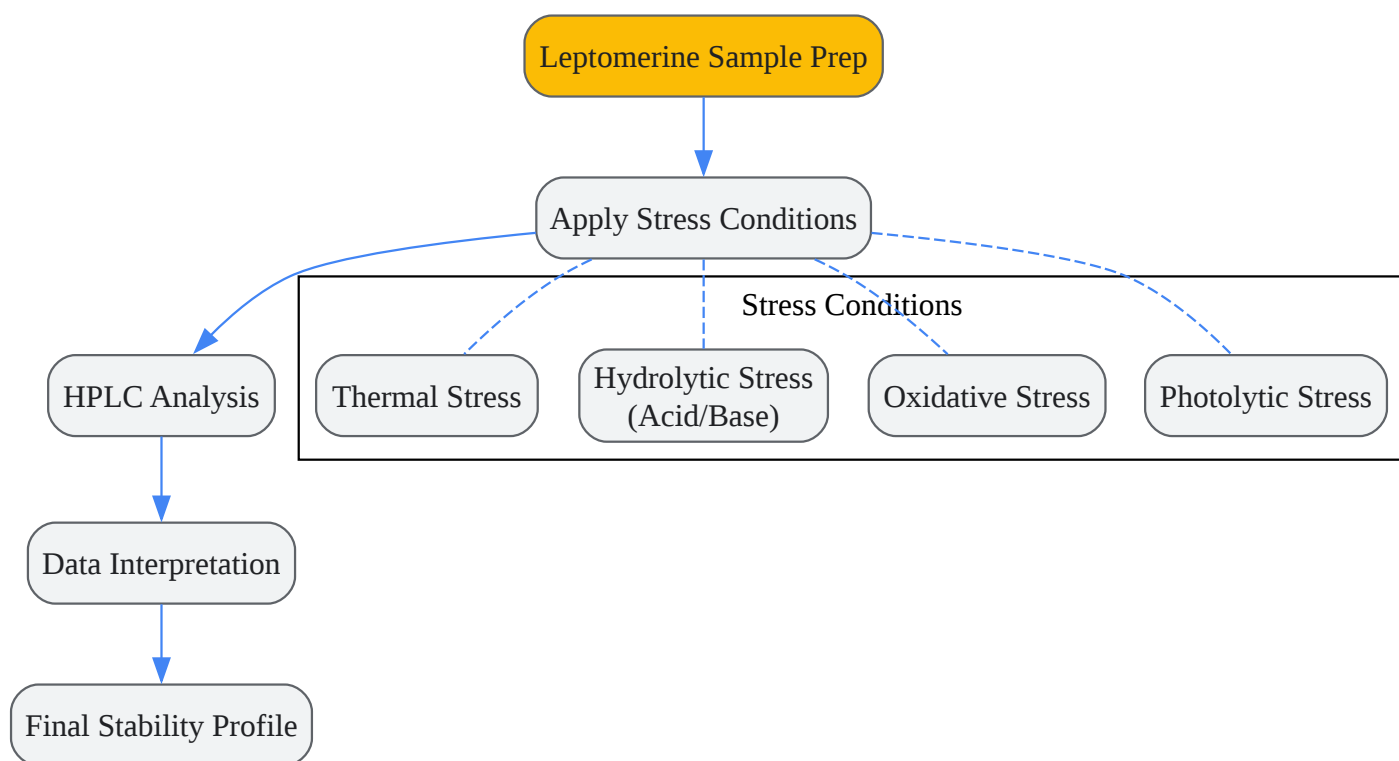 Leptomerine Sample Prep
Apply Stress Conditions
Stress Conditions
HPLC Analysis
Thermal Stress
Hydrolytic Stress
(Acid/Base)
Oxidative Stress
Photolytic Stress
Data Interpretation
Final Stability Profile